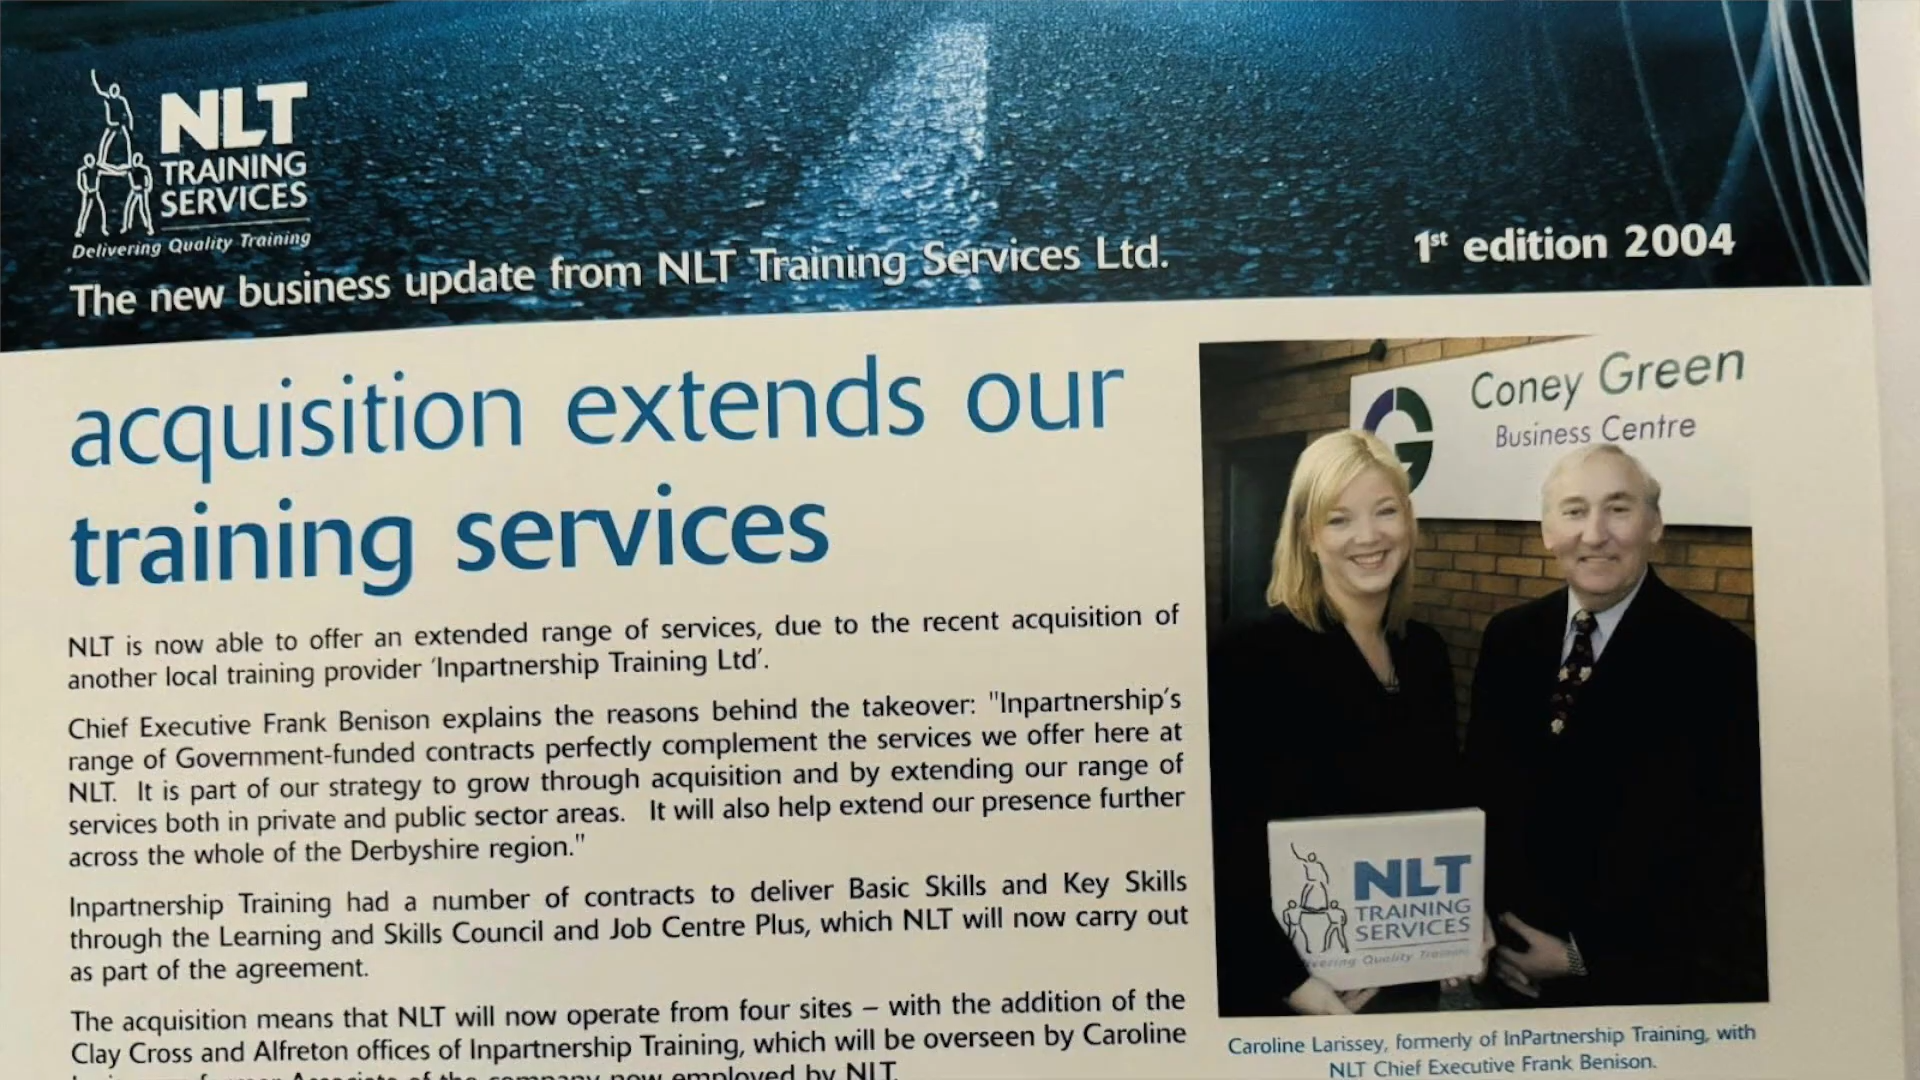 NLT
TRAINING
SERVICES
Delivering Quality Training
The new business update from NLT Training Services Ltd.
1st edition 2004
acquisition extends our
training services
NLT is now able to offer an extended range of services, due to the recent acquisition of
another local training provider 'Inpartnership Training Ltd'.
Chief Executive Frank Benison explains the reasons behind the takeover: "Inpartnership's
range of Government-funded contracts perfectly complement the services we offer here at
NLT. It is part of our strategy to grow through acquisition and by extending our range of
services both in private and public sector areas. It will also help extend our presence further
across the whole of the Derbyshire region."
Inpartnership Training had a number of contracts to deliver Basic Skills and Key Skills
through the Learning and Skills Council and Job Centre Plus, which NLT will now carry out
as part of the agreement.
The acquisition means that NLT will now operate from four sites – with the addition of the
Clay Cross and Alfreton offices of Inpartnership Training, which will be overseen by Caroline
of the company now employed by NLT.
Coney Green
Business Centre
G
NLT
TRAINING
SERVICES
Quality Training
Caroline Larissey, formerly of InPartnership Training, with
NLT Chief Executive Frank Benison.